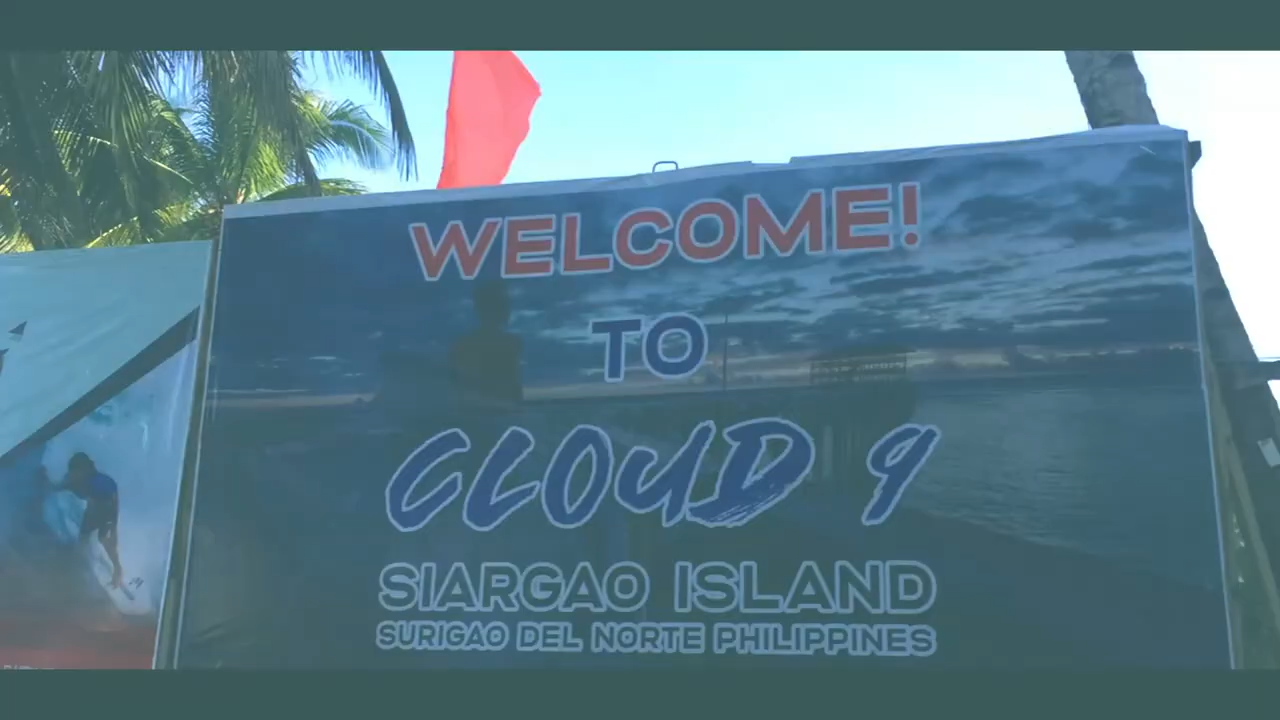 WELCOME!
TO
CLOUD 9
SIARGAO ISLAND
SURIGAO DEL NORTE PHILIPPINES